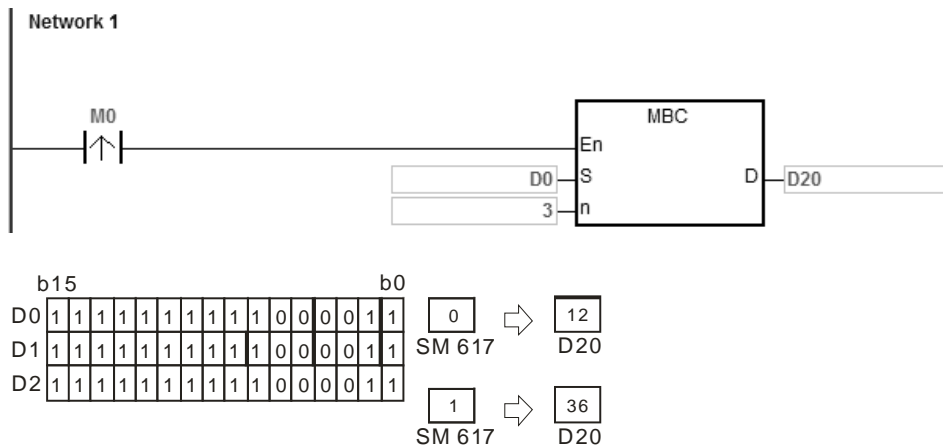 Network 1
M0
MBC
En
D0 S D D20
3 n
b15 b0
D0 1 1 1 1 1 1 1 1 1 1 0 0 0 0 1 1 0 12
D1 1 1 1 1 1 1 1 1 1 1 0 0 0 0 1 1 SM 617 D20
D2 1 1 1 1 1 1 1 1 1 1 0 0 0 0 1 1
1 36
SM 617 D20